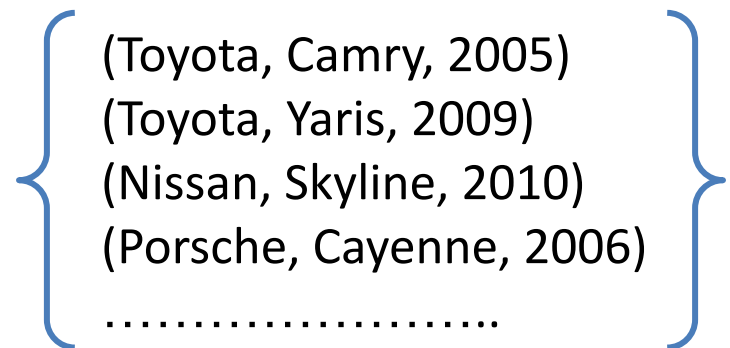 (Toyota, Camry, 2005)
(Toyota, Yaris, 2009)
(Nissan, Skyline, 2010)
(Porsche, Cayenne, 2006)
……………………..